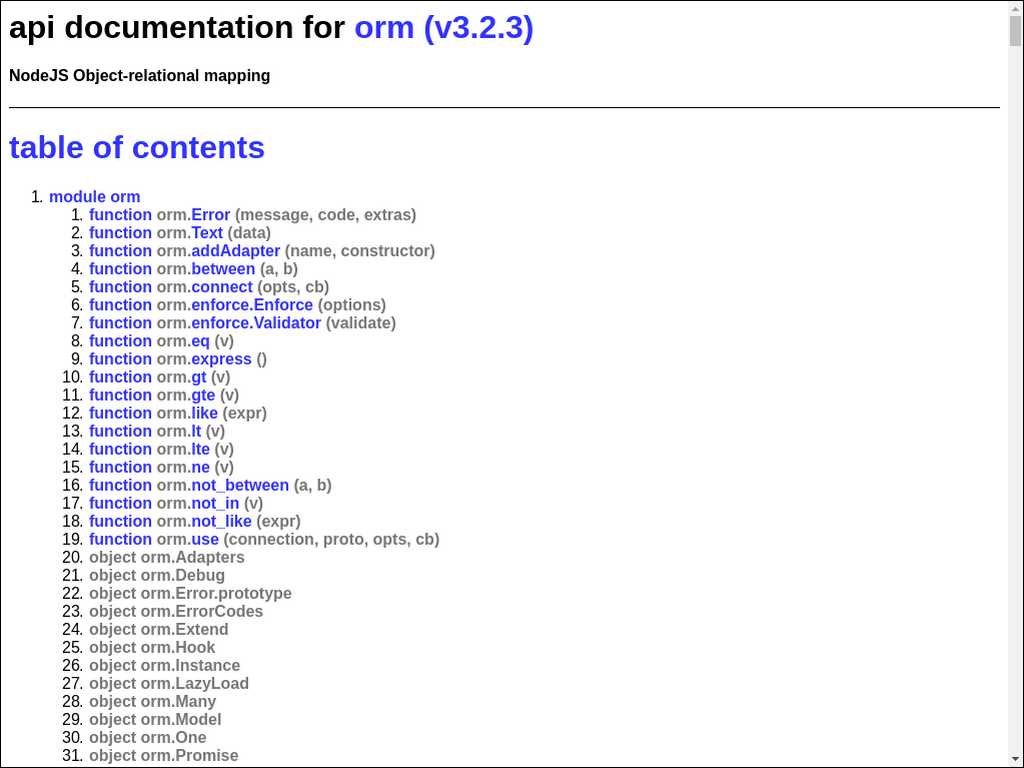 api documentation for orm (v3.2.3)
NodeJS Object-relational mapping
table of contents
1. module orm
1. function orm.Error (message, code, extras)
2. function orm.Text (data)
3. function orm.addAdapter (name, constructor)
4. function orm.between (a, b)
5. function orm.connect (opts, cb)
6. function orm.enforce.Enforce (options)
7. function orm.enforce.Validator (validate)
8. function orm.eq (v)
9. function orm.express ()
10. function orm.gt (v)
11. function orm.gte (v)
12. function orm.like (expr)
13. function orm.lt (v)
14. function orm.lte (v)
15. function orm.ne (v)
16. function orm.not_between (a, b)
17. function orm.not_in (v)
18. function orm.not_like (expr)
19. function orm.use (connection, proto, opts, cb)
20. object orm.Adapters
21. object orm.Debug
22. object orm.Error.prototype
23. object orm.ErrorCodes
24. object orm.Extend
25. object orm.Hook
26. object orm.Instance
27. object orm.LazyLoad
28. object orm.Many
29. object orm.Model
30. object orm.One
31. object orm.Promise